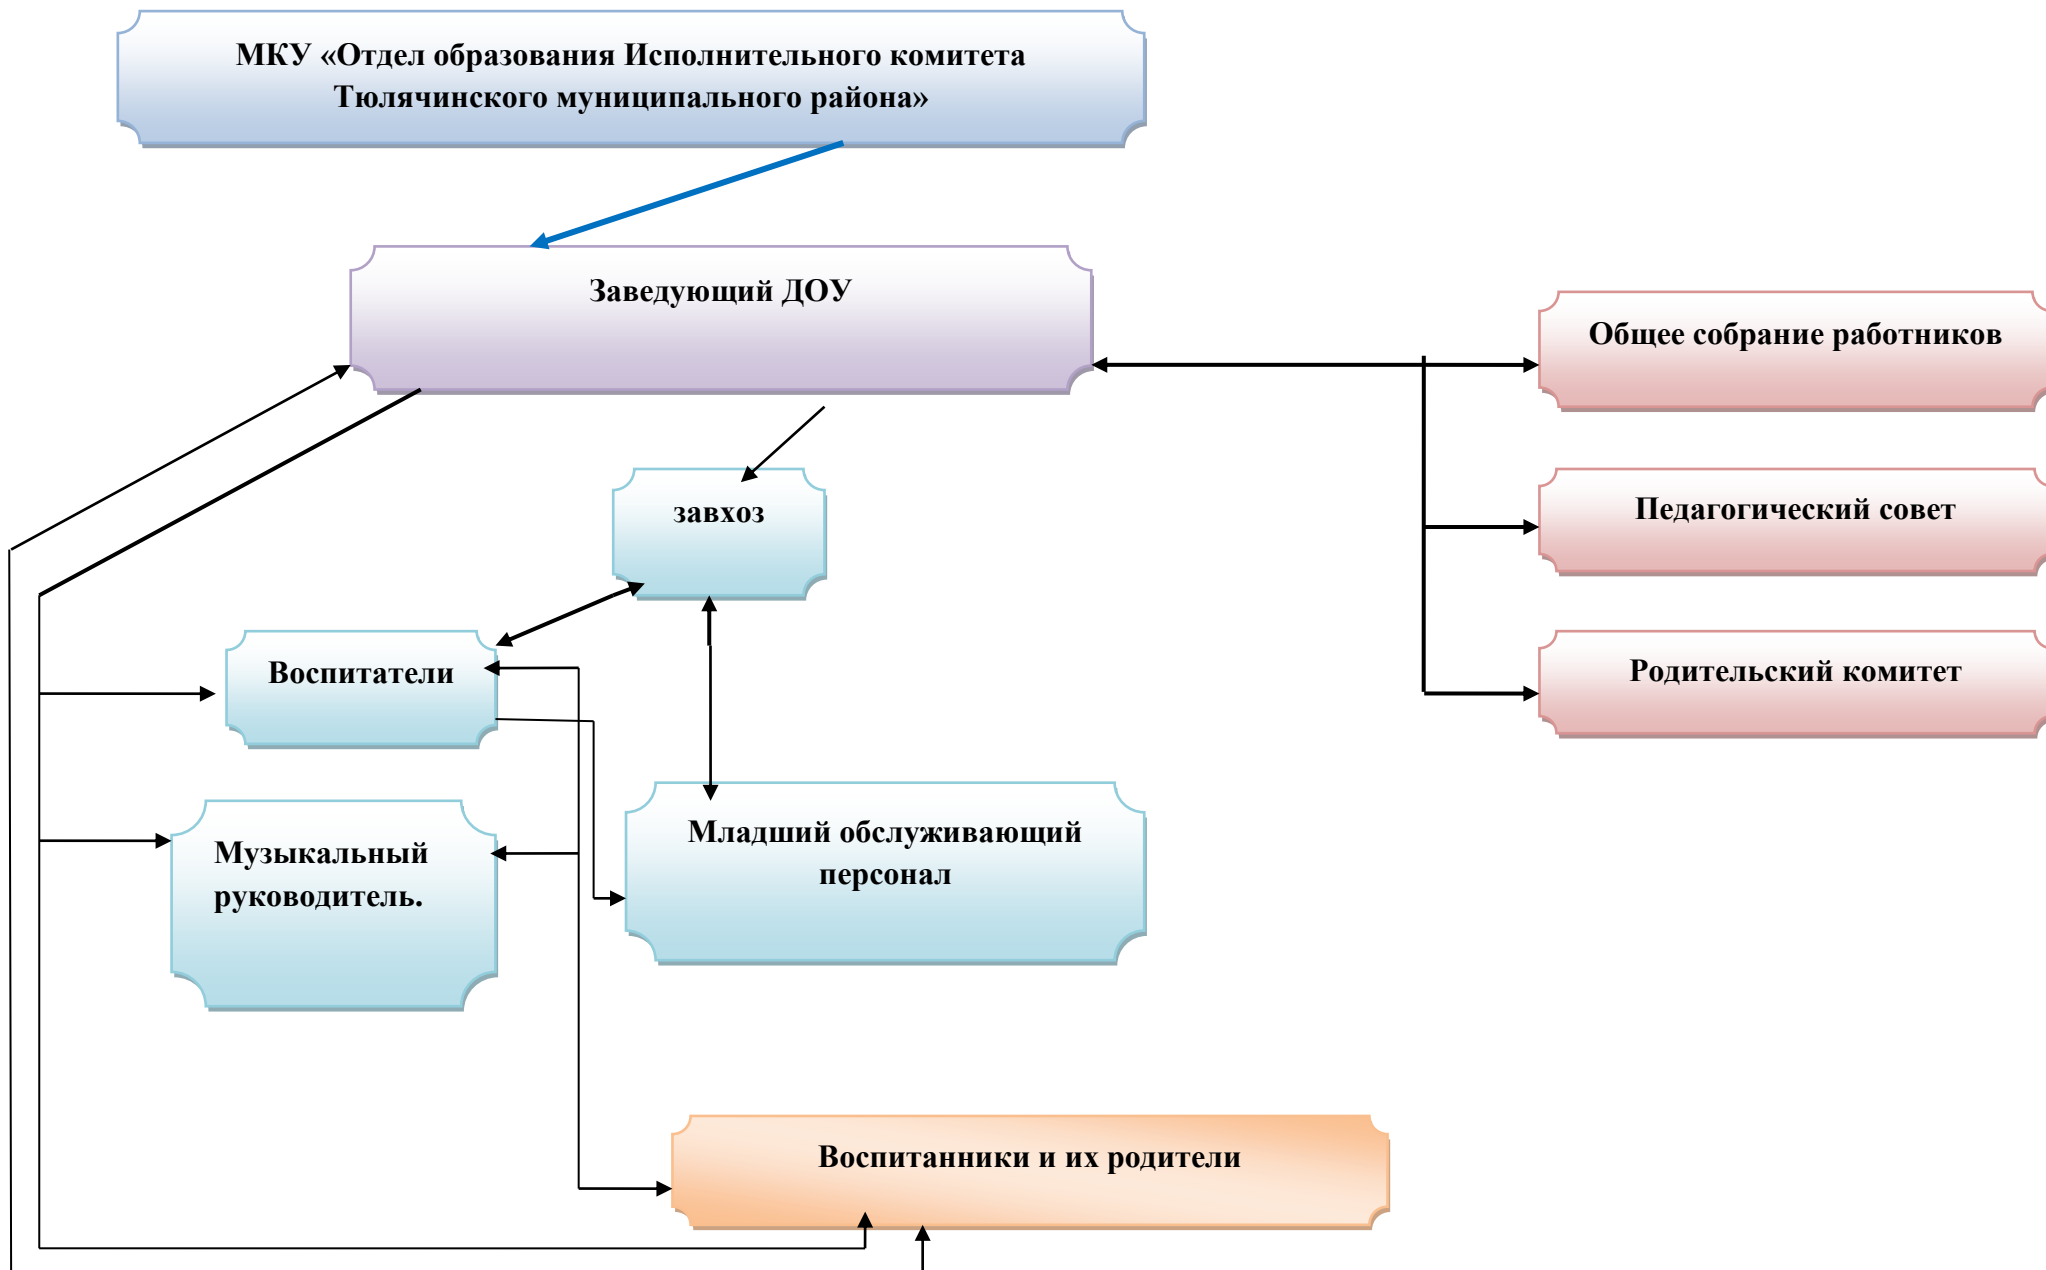 МКУ «Отдел образования Исполнительного комитета
Тюлячинского муниципального района»
Заведующий ДОУ
Общее собрание работников
завхоз
Педагогический совет
Воспитатели
Родительский комитет
Музыкальный
руководитель.
Младший обслуживающий
персонал
Воспитанники и их родители